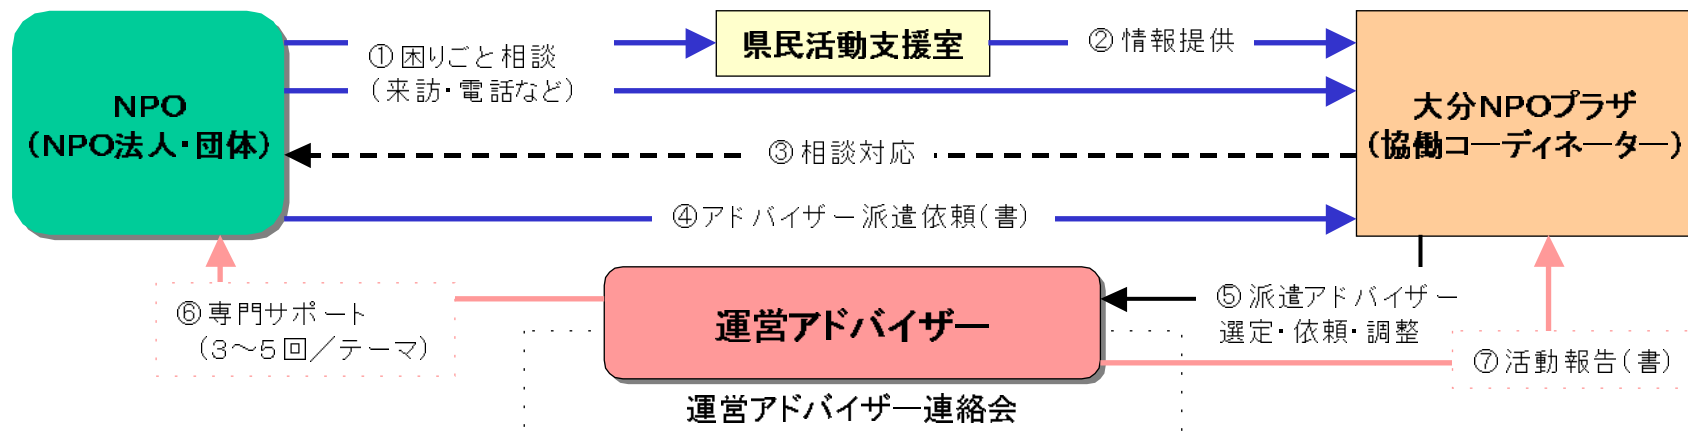 NPO
(NPO法人・団体)
①困りごと相談
(来訪・電話など)
県民活動支援室
②情報提供
大分NPOプラザ
(協働コーディネーター)
③相談対応
④アドバイザー派遣依頼(書)
⑤派遣アドバイザー
選定・依頼・調整
⑥専門サポート
(3～5回／テーマ)
運営アドバイザー
⑦活動報告(書)
運営アドバイザー連絡会